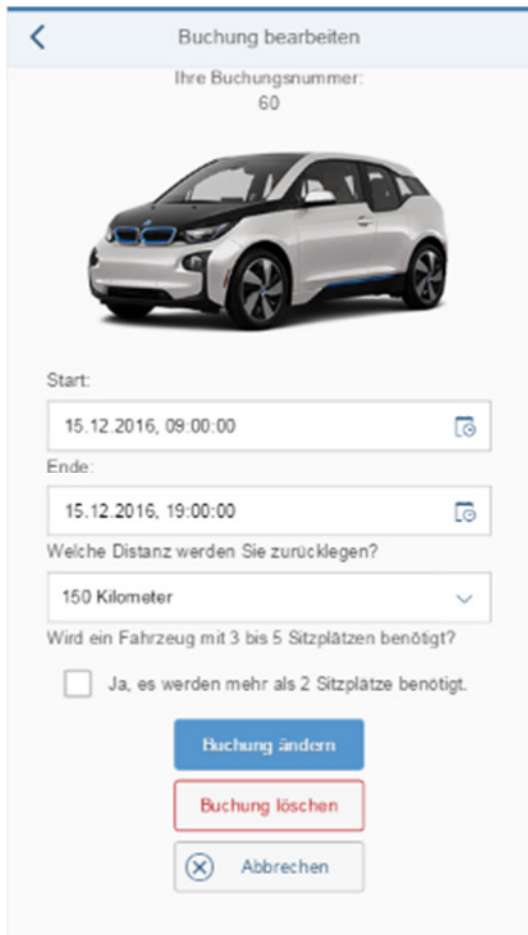 Buchung bearbeiten
Ihre Buchungsnummer:
60
Start:
15.12.2016, 09:00:00
Ende:
15.12.2016, 19:00:00
Welche Distanz werden Sie zurücklegen?
150 Kilometer
Wird ein Fahrzeug mit 3 bis 5 Sitzplätzen benötigt?
Ja, es werden mehr als 2 Sitzplätze benötigt.
Buchung ändern
Buchung löschen
Abbrechen